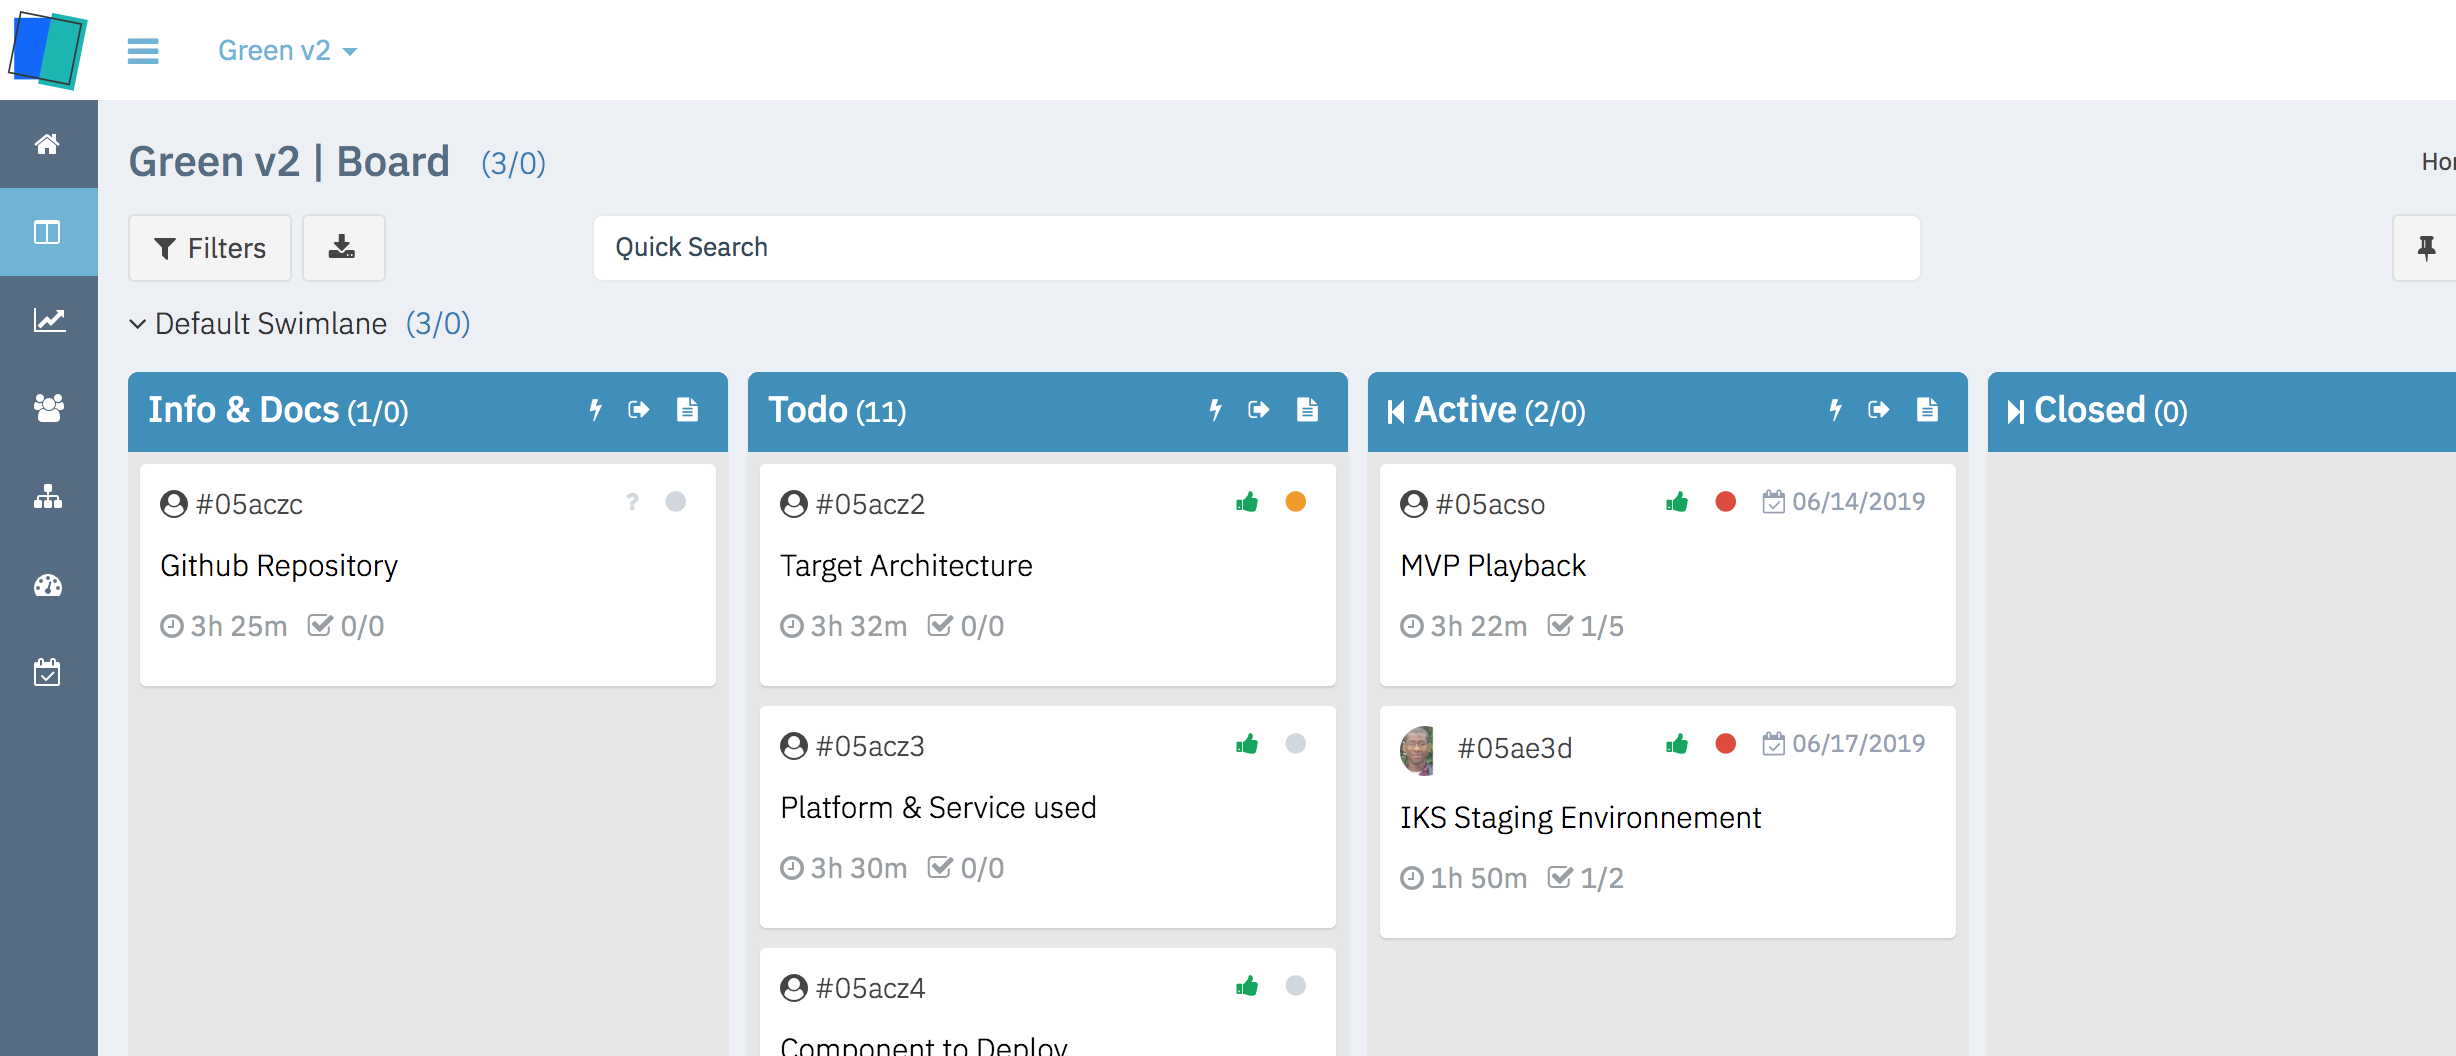 Green v2
Green v2 | Board (3/0)
Filters
Quick Search
Default Swimlane (3/0)
Info & Docs (1/0)
#05aczc
Github Repository
3h 25m 0/0
Todo (11)
#05acz2
Target Architecture
3h 32m 0/0
#05acz3
Platform & Service used
3h 30m 0/0
#05acz4
Component to Deploy
Active (2/0)
#05acso 06/14/2019
MVP Playback
3h 22m 1/5
#05ae3d 06/17/2019
IKS Staging Environnement
1h 50m 1/2
Closed (0)